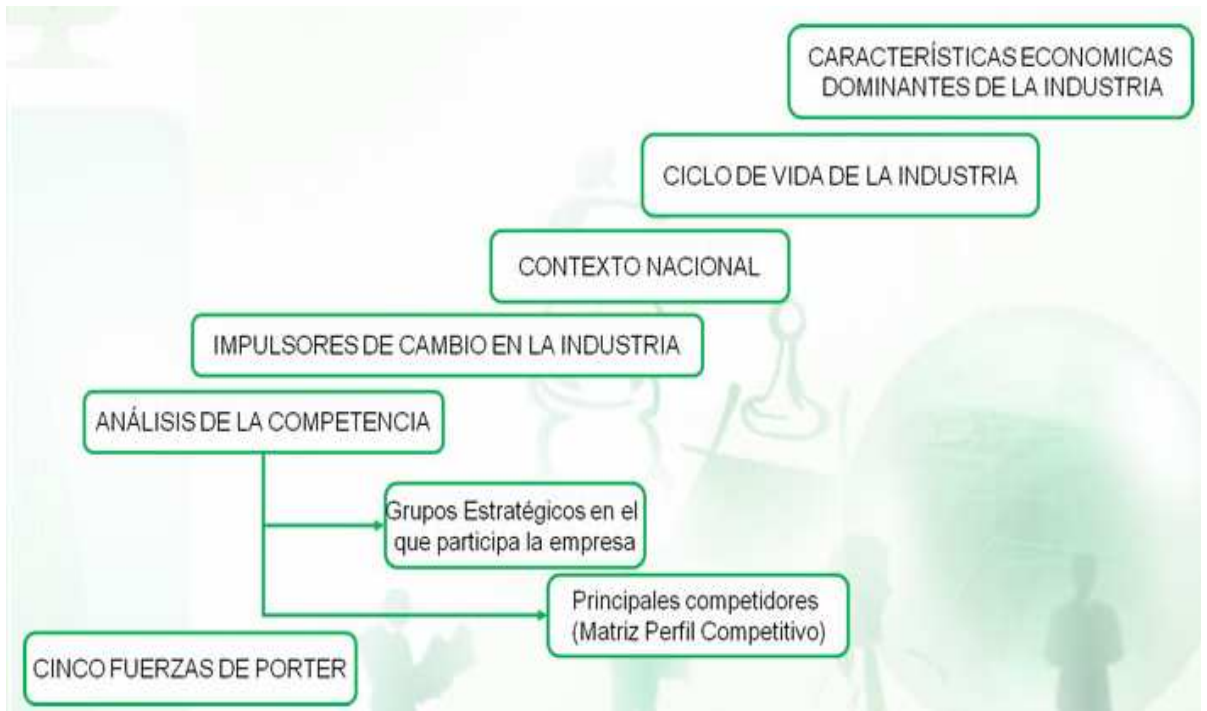 CARACTERÍSTICAS ECONOMICAS
DOMINANTES DE LA INDUSTRIA
CICLO DE VIDA DE LA INDUSTRIA
CONTEXTO NACIONAL
IMPULSORES DE CAMBIO EN LA INDUSTRIA
ANÁLISIS DE LA COMPETENCIA
Grupos Estratégicos en el
que participa la empresa
Principales competidores
(Matriz Perfil Competitivo)
CINCO FUERZAS DE PORTER